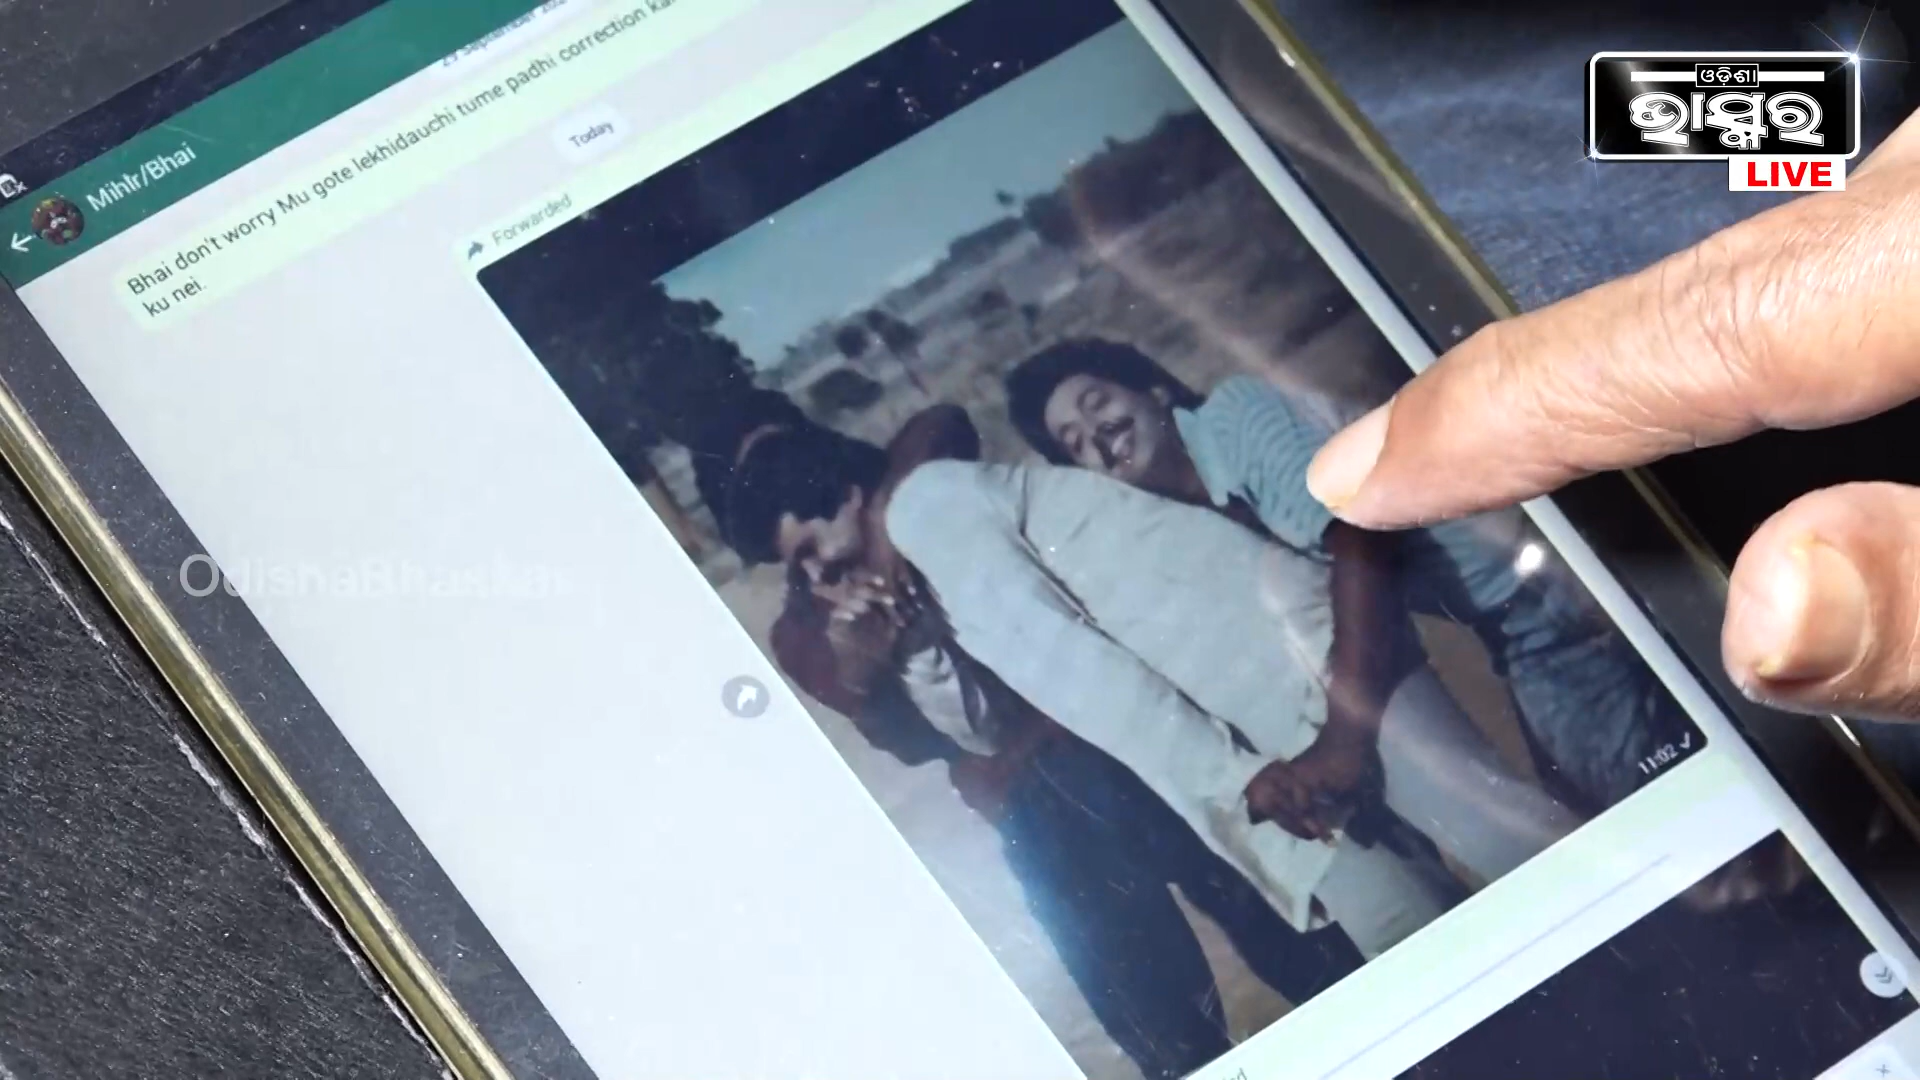 ଓଡ଼ିଶା
ଭାସ୍କର
LIVE
Mihir/Bhai
Bhai don't worry Mu gote lekhidauchi tume padhi correction
ku nei.
Today
Forwarded
11:02
OdishaBhaskar